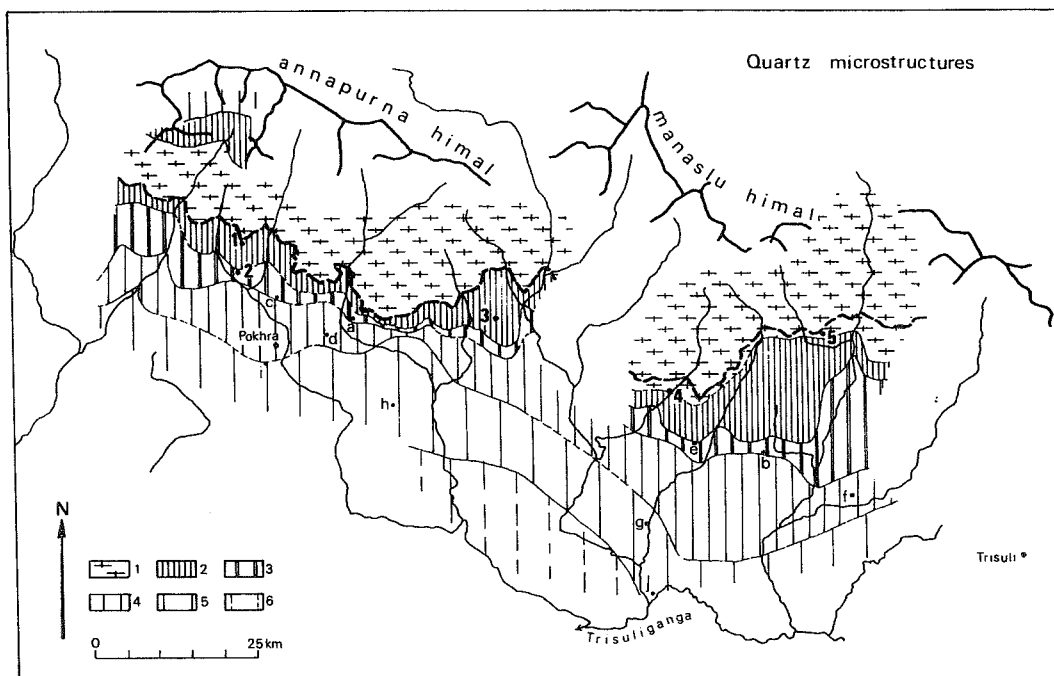 Quartz microstructures
annapurna himal
manaslu himal
2
3
c
a
Pokhra
d
i
h
5
4
e
b
f
g
j
Trisuli
Trisuliganga
N
1 2 3
4 5 6
0 25 km